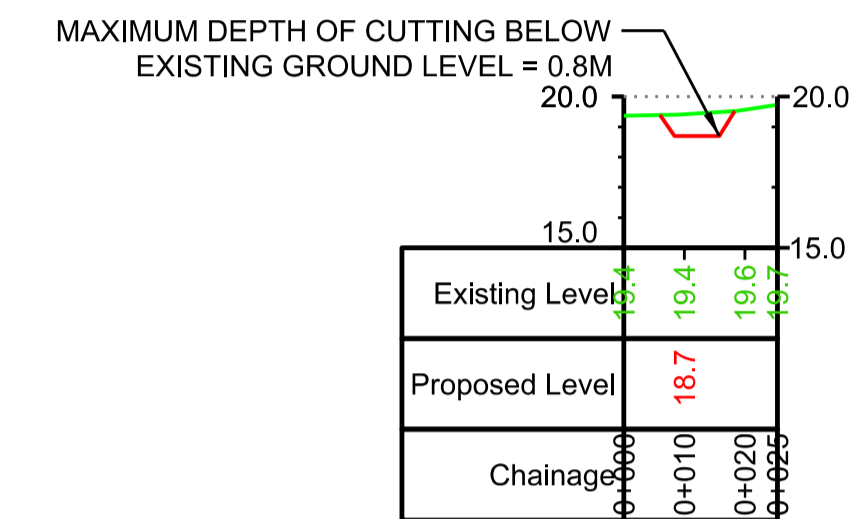 MAXIMUM DEPTH OF CUTTING BELOW
EXISTING GROUND LEVEL = 0.8M
20.0 20.0
15.0 15.0
Existing Level 19.4 19.4 19.6 19.7
Proposed Level 18.7
Chainage 0+000 0+010 0+020 0+025